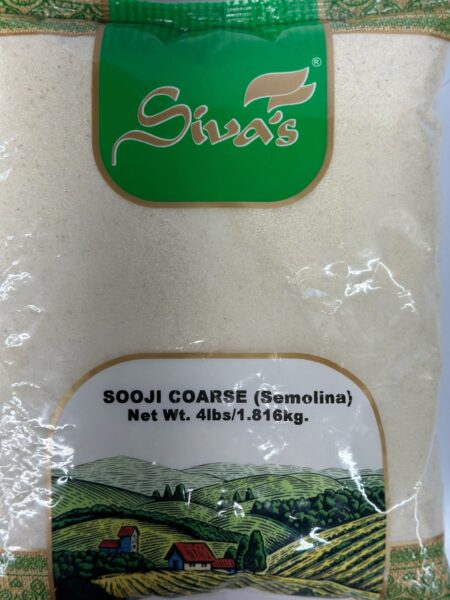 Siva's®
SOOJI COARSE (Semolina)
Net Wt. 4lbs/1.816kg.